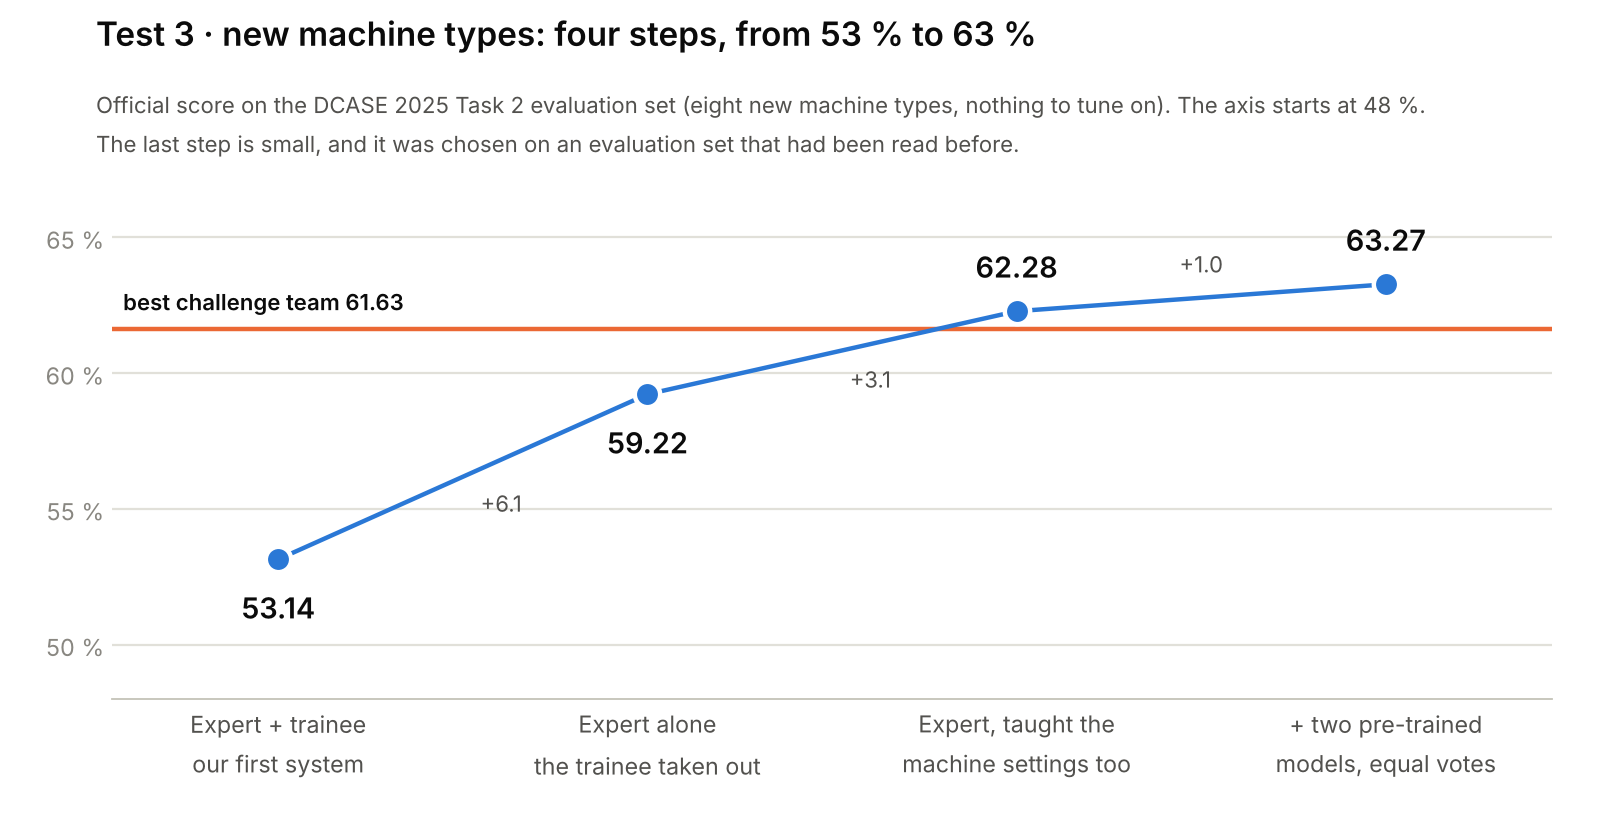 Test 3 · new machine types: four steps, from 53 % to 63 %
Official score on the DCASE 2025 Task 2 evaluation set (eight new machine types, nothing to tune on). The axis starts at 48 %.
The last step is small, and it was chosen on an evaluation set that had been read before.
65 %
63.27
62.28
+1.0
best challenge team 61.63
60 %
+3.1
59.22
55 %
+6.1
53.14
50 %
Expert + trainee
our first system
Expert alone
the trainee taken out
Expert, taught the
machine settings too
+ two pre-trained
models, equal votes